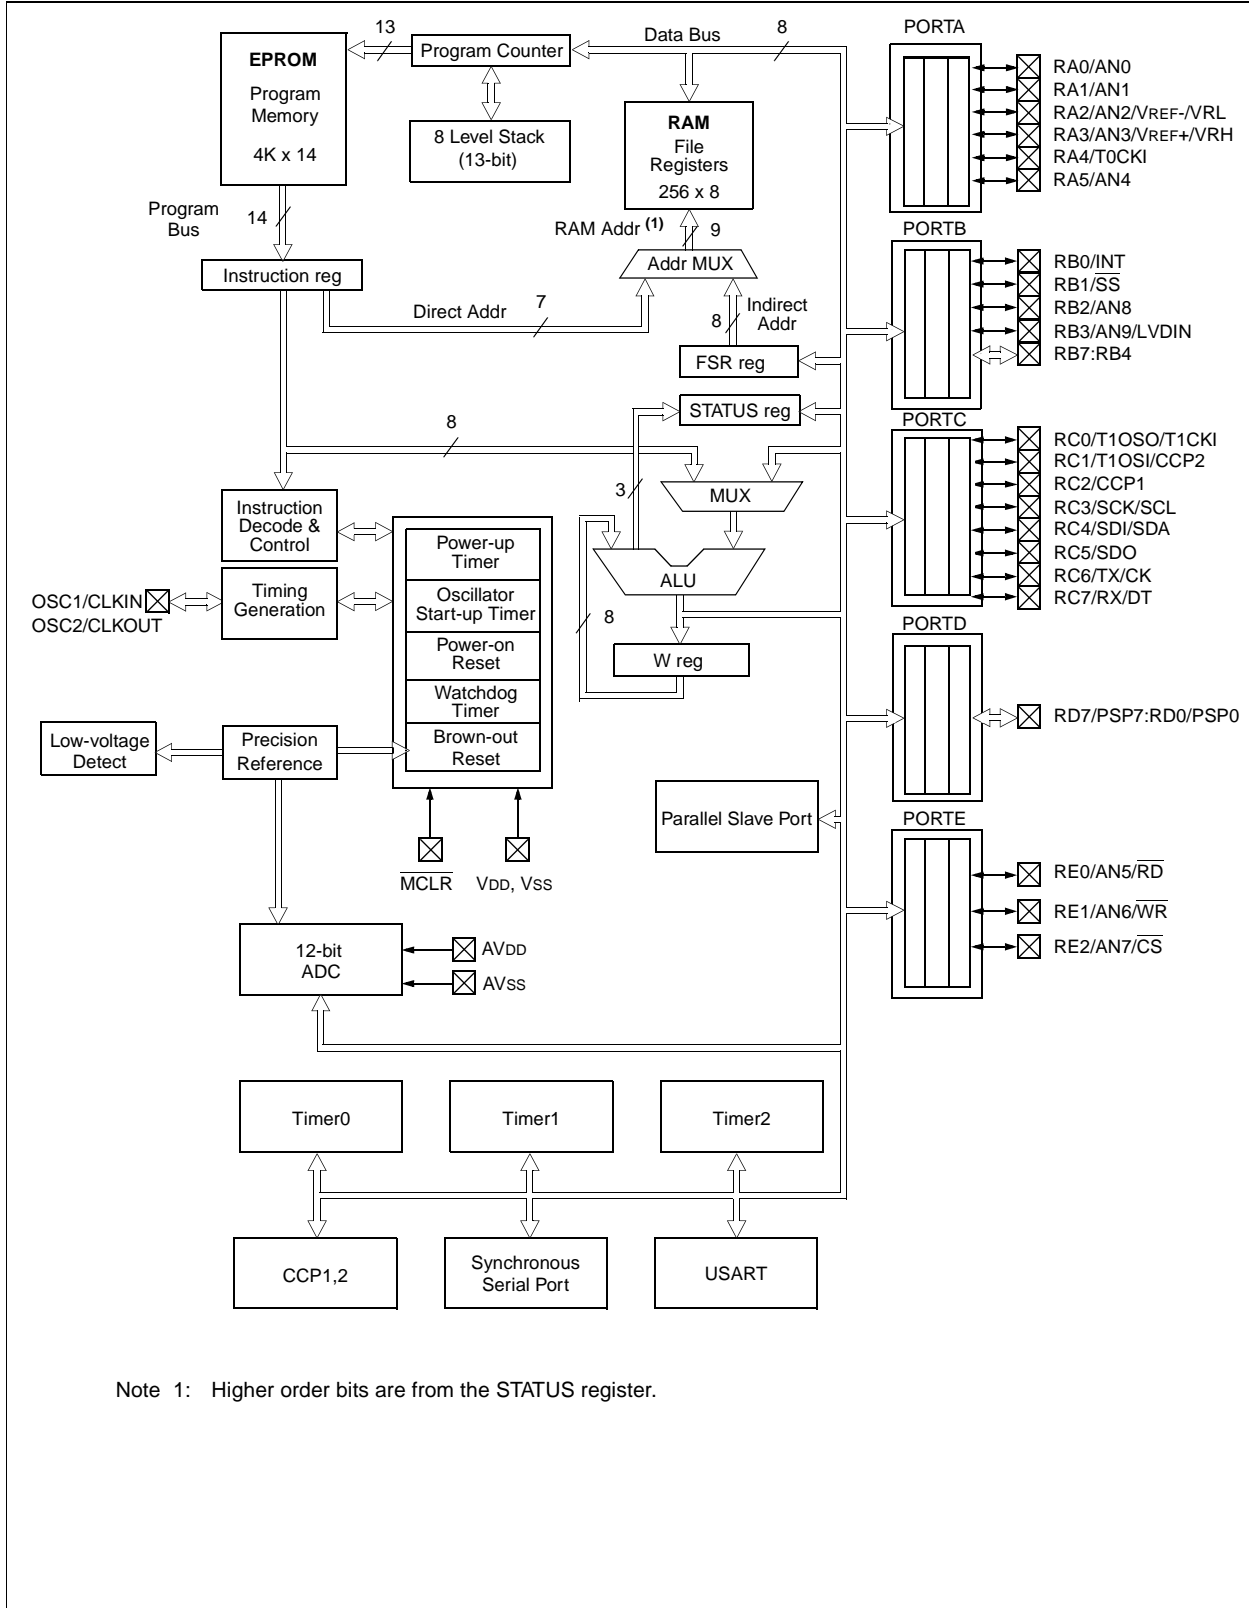 EPROM
Program
Memory
4K x 14
13
Program Counter
Data Bus
8
8 Level Stack
(13-bit)
RAM
File
Registers
256 x 8
Program
Bus
14
RAM Addr (1)
9
Instruction reg
Addr MUX
Direct Addr
7
Indirect
Addr
8
FSR reg
STATUS reg
8
3
MUX
Instruction
Decode &
Control
Power-up
Timer
ALU
Timing
Generation
OSC1/CLKIN
OSC2/CLKOUT
Oscillator
Start-up Timer
8
Power-on
Reset
W reg
Watchdog
Timer
Low-voltage
Detect
Precision
Reference
Brown-out
Reset
Parallel Slave Port
MCLR
VDD, VSS
12-bit
ADC
AVDD
AVSS
Timer0
Timer1
Timer2
CCP1,2
Synchronous
Serial Port
USART
PORTA
RA0/AN0
RA1/AN1
RA2/AN2/VREF-/VRL
RA3/AN3/VREF+/VRH
RA4/T0CKI
RA5/AN4
PORTB
RB0/INT
RB1/SS
RB2/AN8
RB3/AN9/LVDIN
RB7:RB4
PORTC
RC0/T1OSO/T1CKI
RC1/T1OSI/CCP2
RC2/CCP1
RC3/SCK/SCL
RC4/SDI/SDA
RC5/SDO
RC6/TX/CK
RC7/RX/DT
PORTD
RD7/PSP7:RD0/PSP0
PORTE
RE0/AN5/RD
RE1/AN6/WR
RE2/AN7/CS
Note 1: Higher order bits are from the STATUS register.